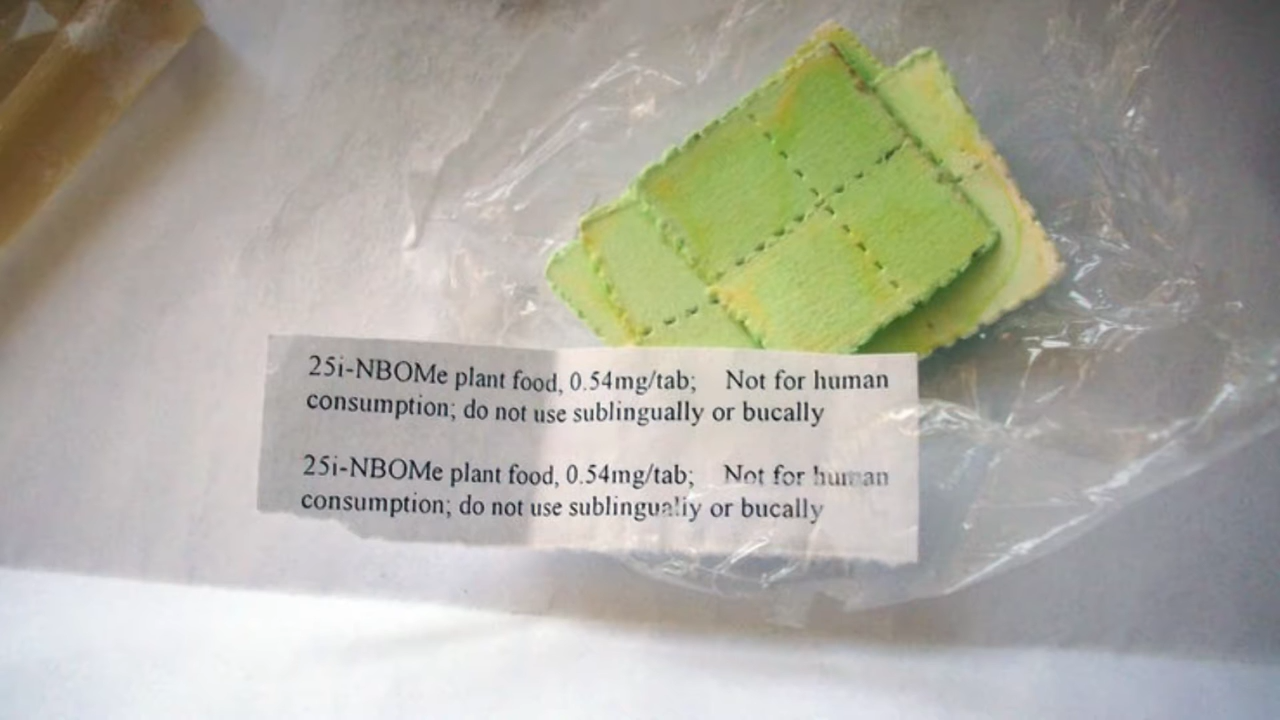 25i-NBOMe plant food, 0.54mg/tab; Not for human
consumption; do not use sublingually or bucally
25i-NBOMe plant food, 0.54mg/tab; Not for human
consumption; do not use sublingually or bucally